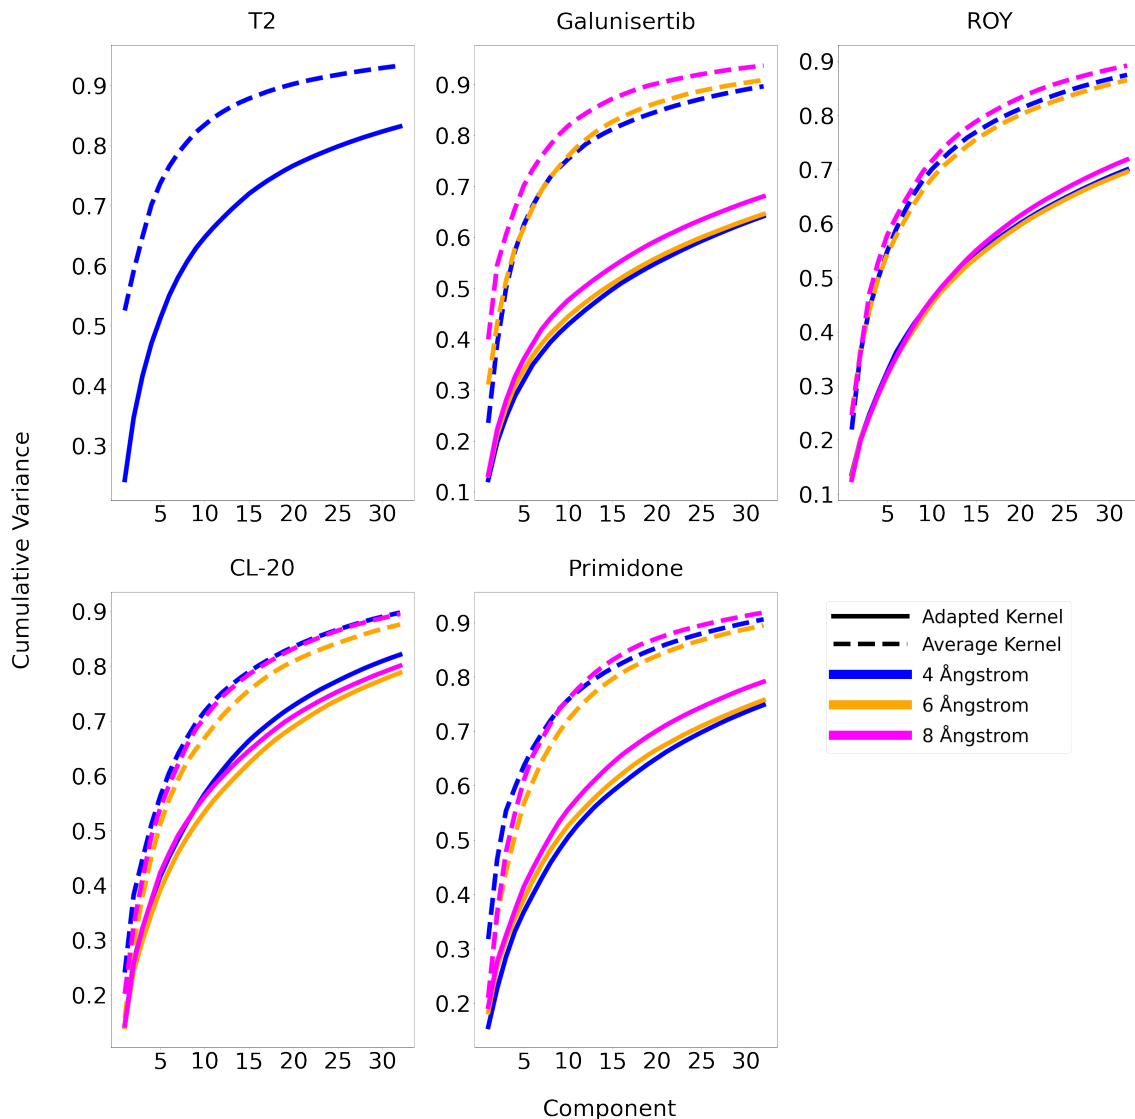 T2
Galunisertib
ROY
0.9
0.8
0.7
0.6
0.5
0.4
0.3
5 10 15 20 25 30
0.9
0.8
0.7
0.6
0.5
0.4
0.3
0.2
0.1
5 10 15 20 25 30
0.9
0.8
0.7
0.6
0.5
0.4
0.3
0.2
0.1
5 10 15 20 25 30
Cumulative Variance
CL-20
Primidone
0.9
0.8
0.7
0.6
0.5
0.4
0.3
0.2
5 10 15 20 25 30
0.9
0.8
0.7
0.6
0.5
0.4
0.3
0.2
5 10 15 20 25 30
Adapted Kernel
Average Kernel
4 Ångstrom
6 Ångstrom
8 Ångstrom
Component